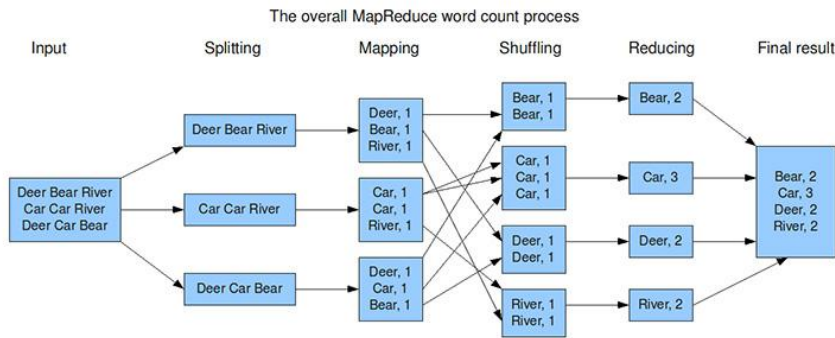 The overall MapReduce word count process
Input
Splitting
Mapping
Shuffling
Reducing
Final result
Deer Bear River
Car Car River
Deer Car Bear
Deer Bear River
Car Car River
Deer Car Bear
Deer, 1
Bear, 1
River, 1
Car, 1
Car, 1
River, 1
Deer, 1
Car, 1
Bear, 1
Bear, 1
Bear, 1
Car, 1
Car, 1
Car, 1
Deer, 1
Deer, 1
River, 1
River, 1
Bear, 2
Car, 3
Deer, 2
River, 2
Bear, 2
Car, 3
Deer, 2
River, 2